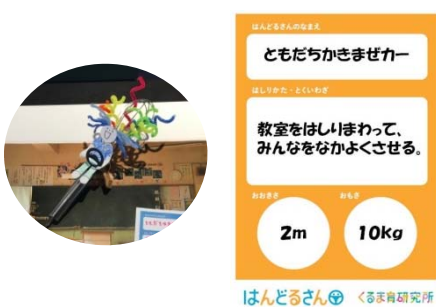 はんどるさんのなまえ
ともだちかきまぜカー
はしりかた・とくいわざ
教室をはしりまわって、
みんなをなかよくさせる。
おおきさ
おもさ
2m
10kg
はんどるさん
くるま育研究所